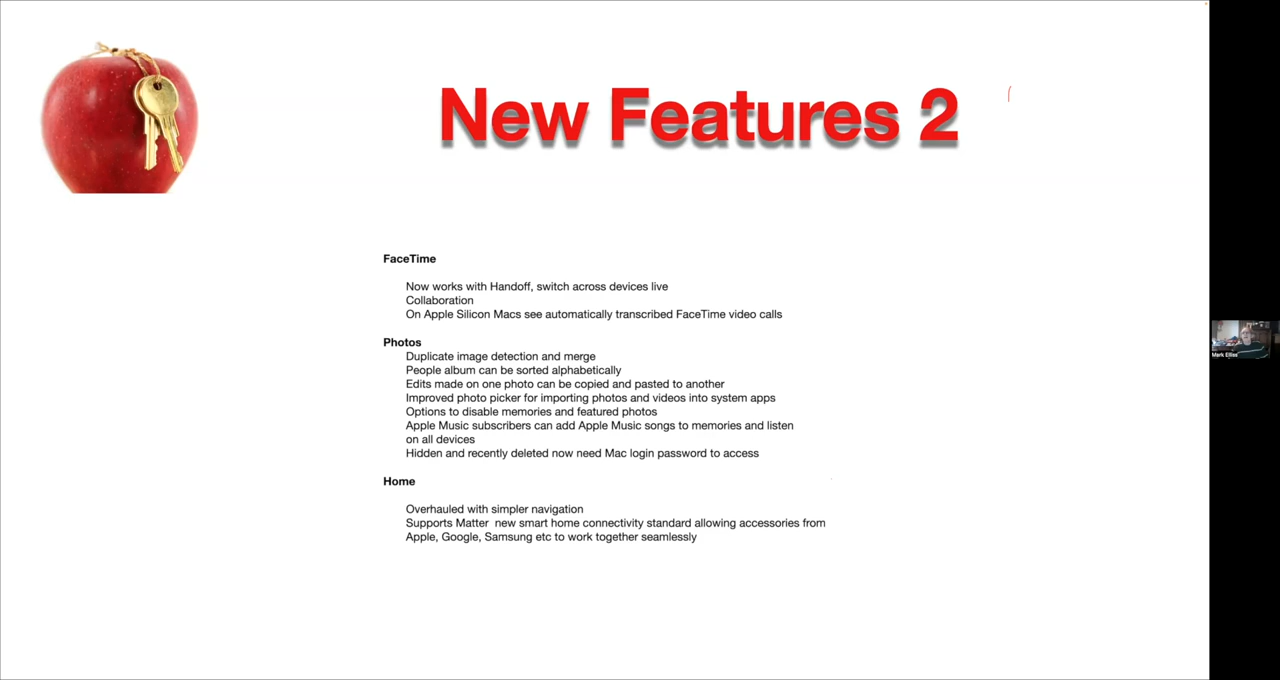 New Features 2
FaceTime
Now works with Handoff, switch across devices live
Collaboration
On Apple Silicon Macs see automatically transcribed FaceTime video calls
Photos
Duplicate image detection and merge
People album can be sorted alphabetically
Edits made on one photo can be copied and pasted to another
Improved photo picker for importing photos and videos into system apps
Options to disable memories and featured photos
Apple Music subscribers can add Apple Music songs to memories and listen
on all devices
Hidden and recently deleted now need Mac login password to access
Home
Overhauled with simpler navigation
Supports Matter  new smart home connectivity standard allowing accessories from
Apple, Google, Samsung etc to work together seamlessly
Mark Elliss